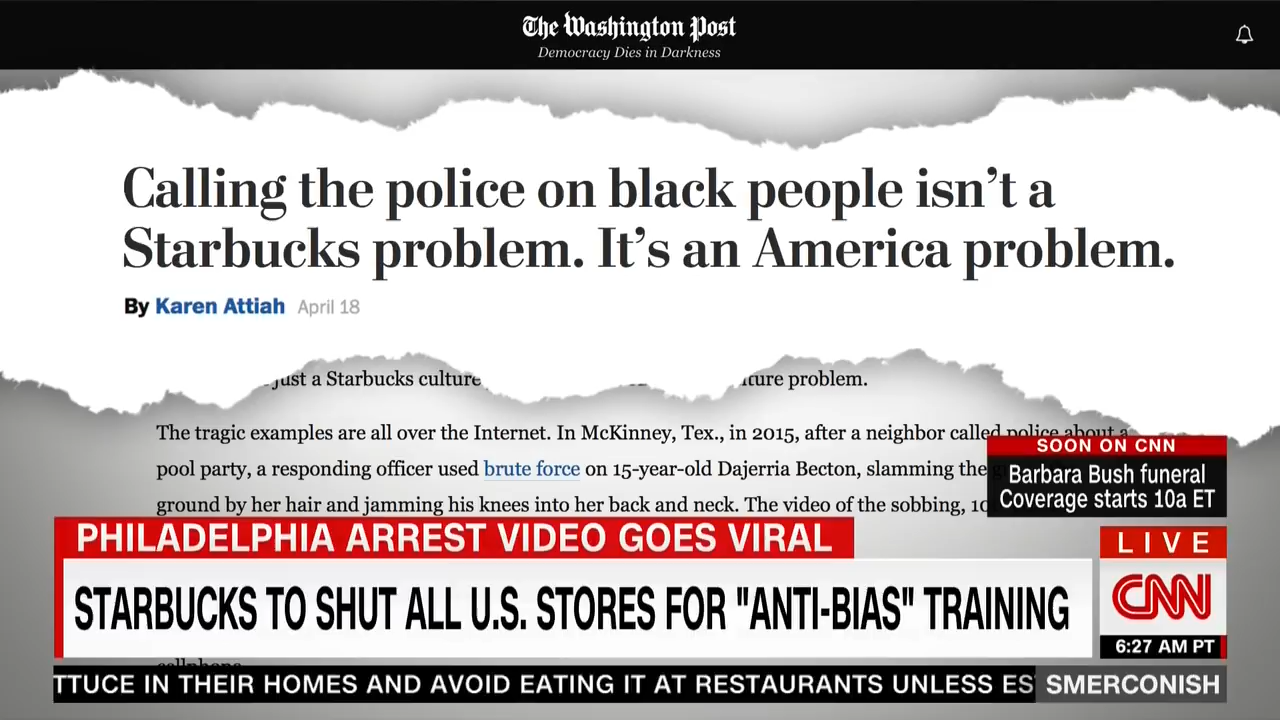 The Washington Post
Democracy Dies in Darkness
Calling the police on black people isn’t a
Starbucks problem. It’s an America problem.
By Karen Attiah April 18
just a Starbucks culture
problem.
The tragic examples are all over the Internet. In McKinney, Tex., in 2015, after a neighbor called police about a
pool party, a responding officer used brute force on 15-year-old Dajerria Becton, slamming the
ground by her hair and jamming his knees into her back and neck. The video of the sobbing,
SOON ON CNN
Barbara Bush funeral
Coverage starts 10a ET
PHILADELPHIA ARREST VIDEO GOES VIRAL
STARBUCKS TO SHUT ALL U.S. STORES FOR "ANTI-BIAS" TRAINING
LIVE
CNN
6:27 AM PT
TTUCE IN THEIR HOMES AND AVOID EATING IT AT RESTAURANTS UNLESS ES
SMERCONISH